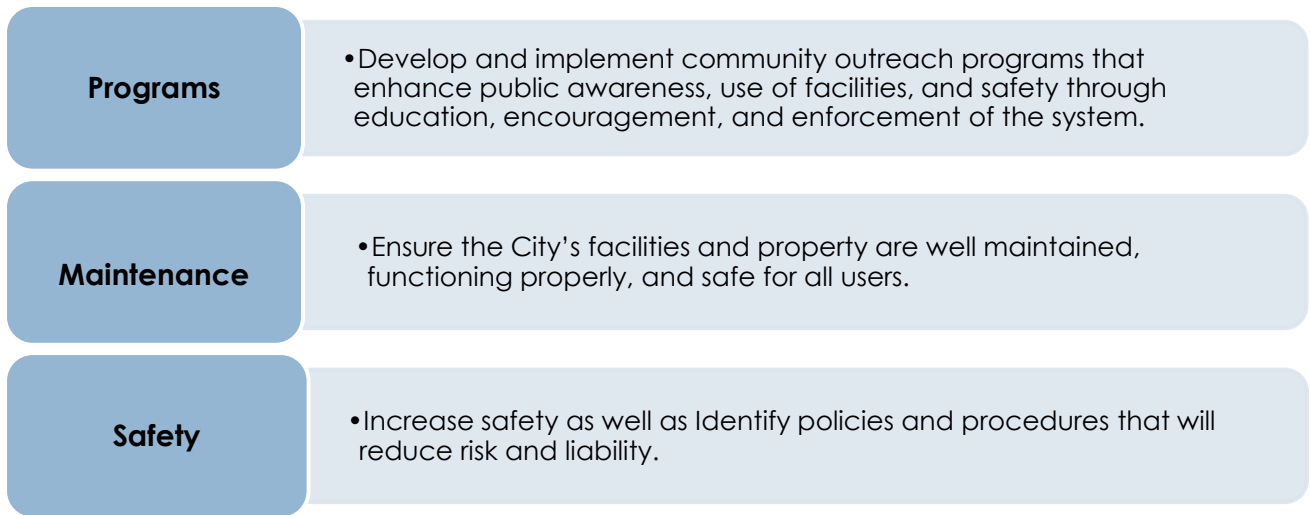 Programs
•Develop and implement community outreach programs that
enhance public awareness, use of facilities, and safety through
education, encouragement, and enforcement of the system.
Maintenance
•Ensure the City’s facilities and property are well maintained,
functioning properly, and safe for all users.
Safety
•Increase safety as well as Identify policies and procedures that will
reduce risk and liability.